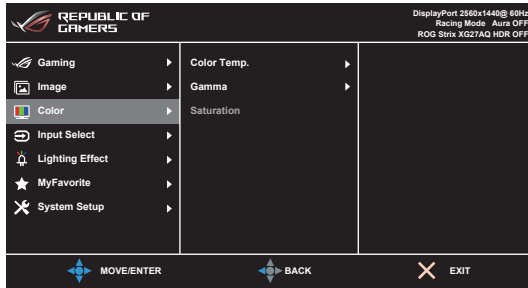 REPUBLIC OF
GAMERS
DisplayPort 2560x1440@ 60Hz
Racing Mode Aura OFF
ROG Strix XG27AQ HDR OFF
Gaming
Image
Color
Input Select
Lighting Effect
MyFavorite
System Setup
Color Temp.
Gamma
Saturation
MOVE/ENTER
BACK
EXIT